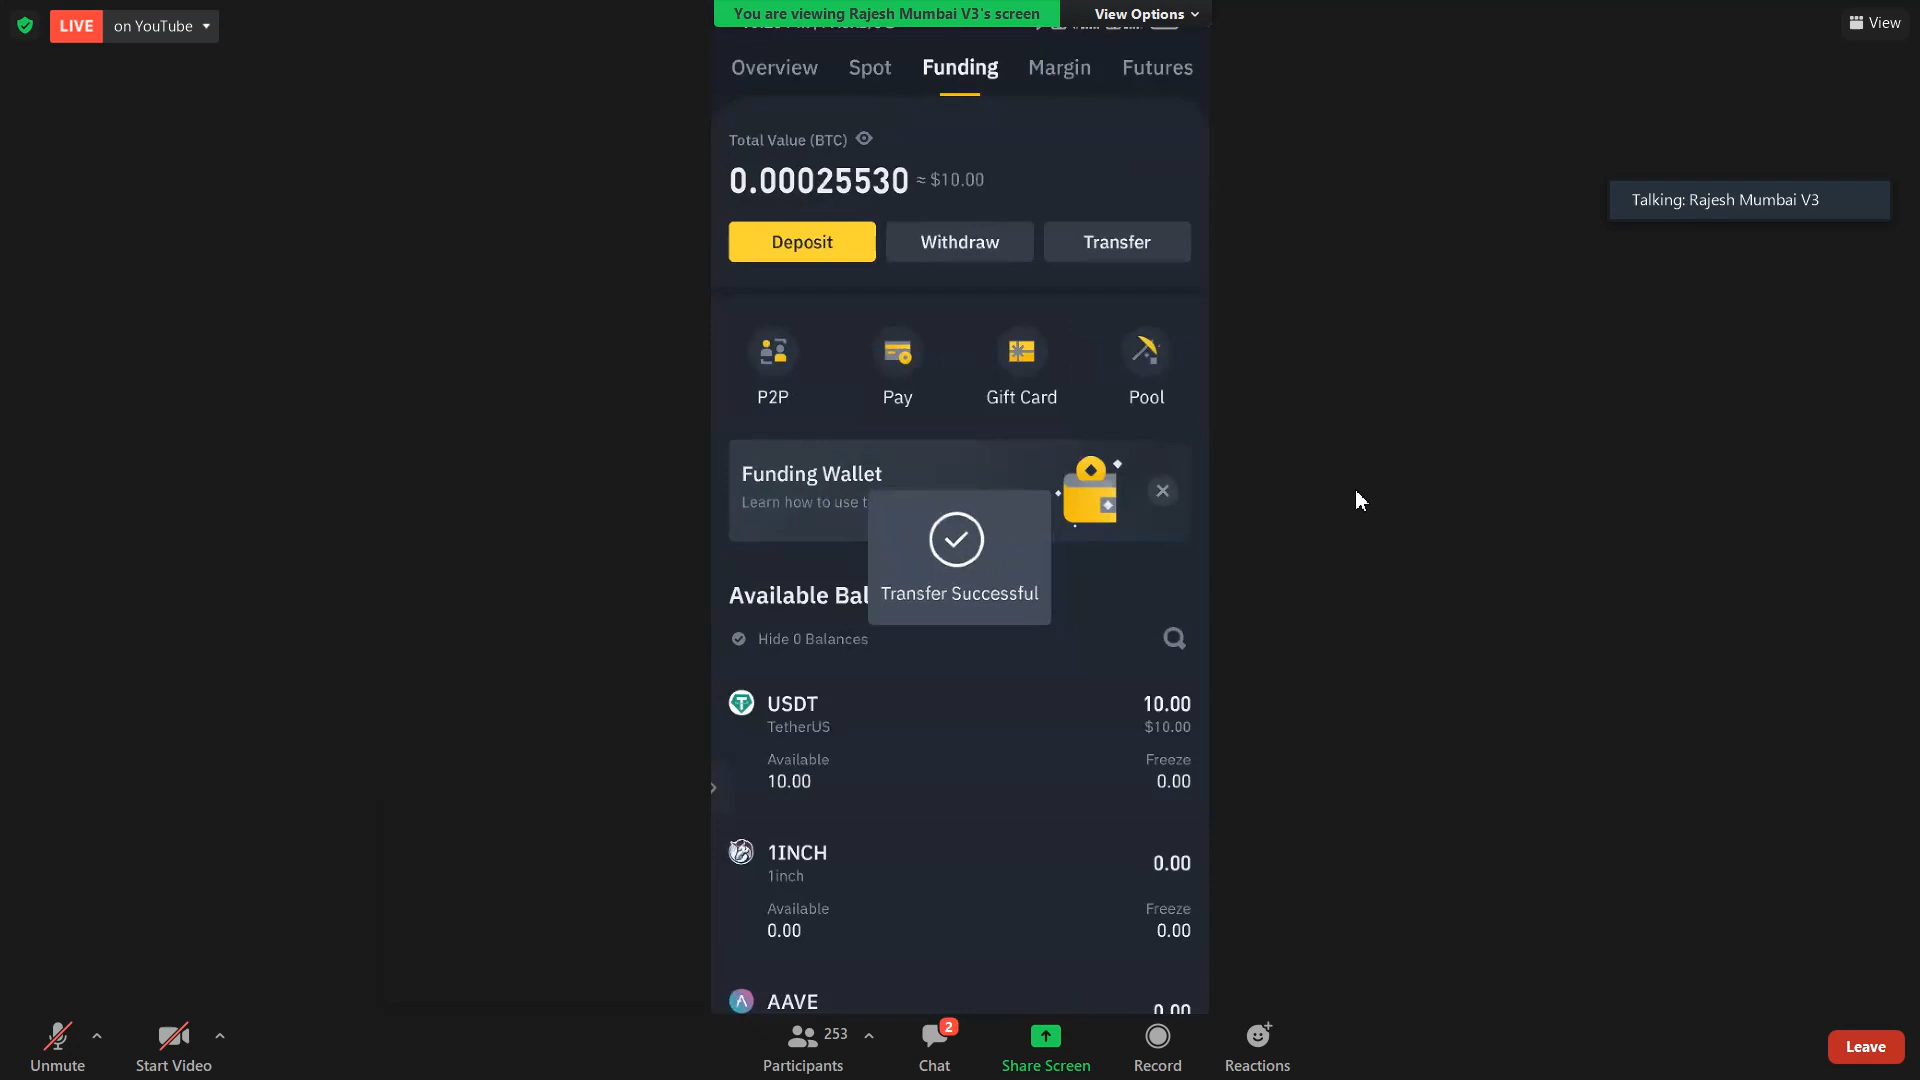 LIVE on YouTube
You are viewing Rajesh Mumbai V3's screen
View Options
View
Overview Spot Funding Margin Futures
Talking: Rajesh Mumbai V3
Total Value (BTC)
0.00025530 ≈ $10.00
Deposit Withdraw Transfer
P2P Pay Gift Card Pool
Funding Wallet
Learn how to use
Transfer Successful
Available Bal
Hide 0 Balances
USDT 10.00
TetherUS $10.00
Available Freeze
10.00 0.00
1INCH 0.00
1inch
Available Freeze
0.00 0.00
AAVE 0.00
Unmute
Start Video
253
Participants
2
Chat
Share Screen
Record
Reactions
Leave